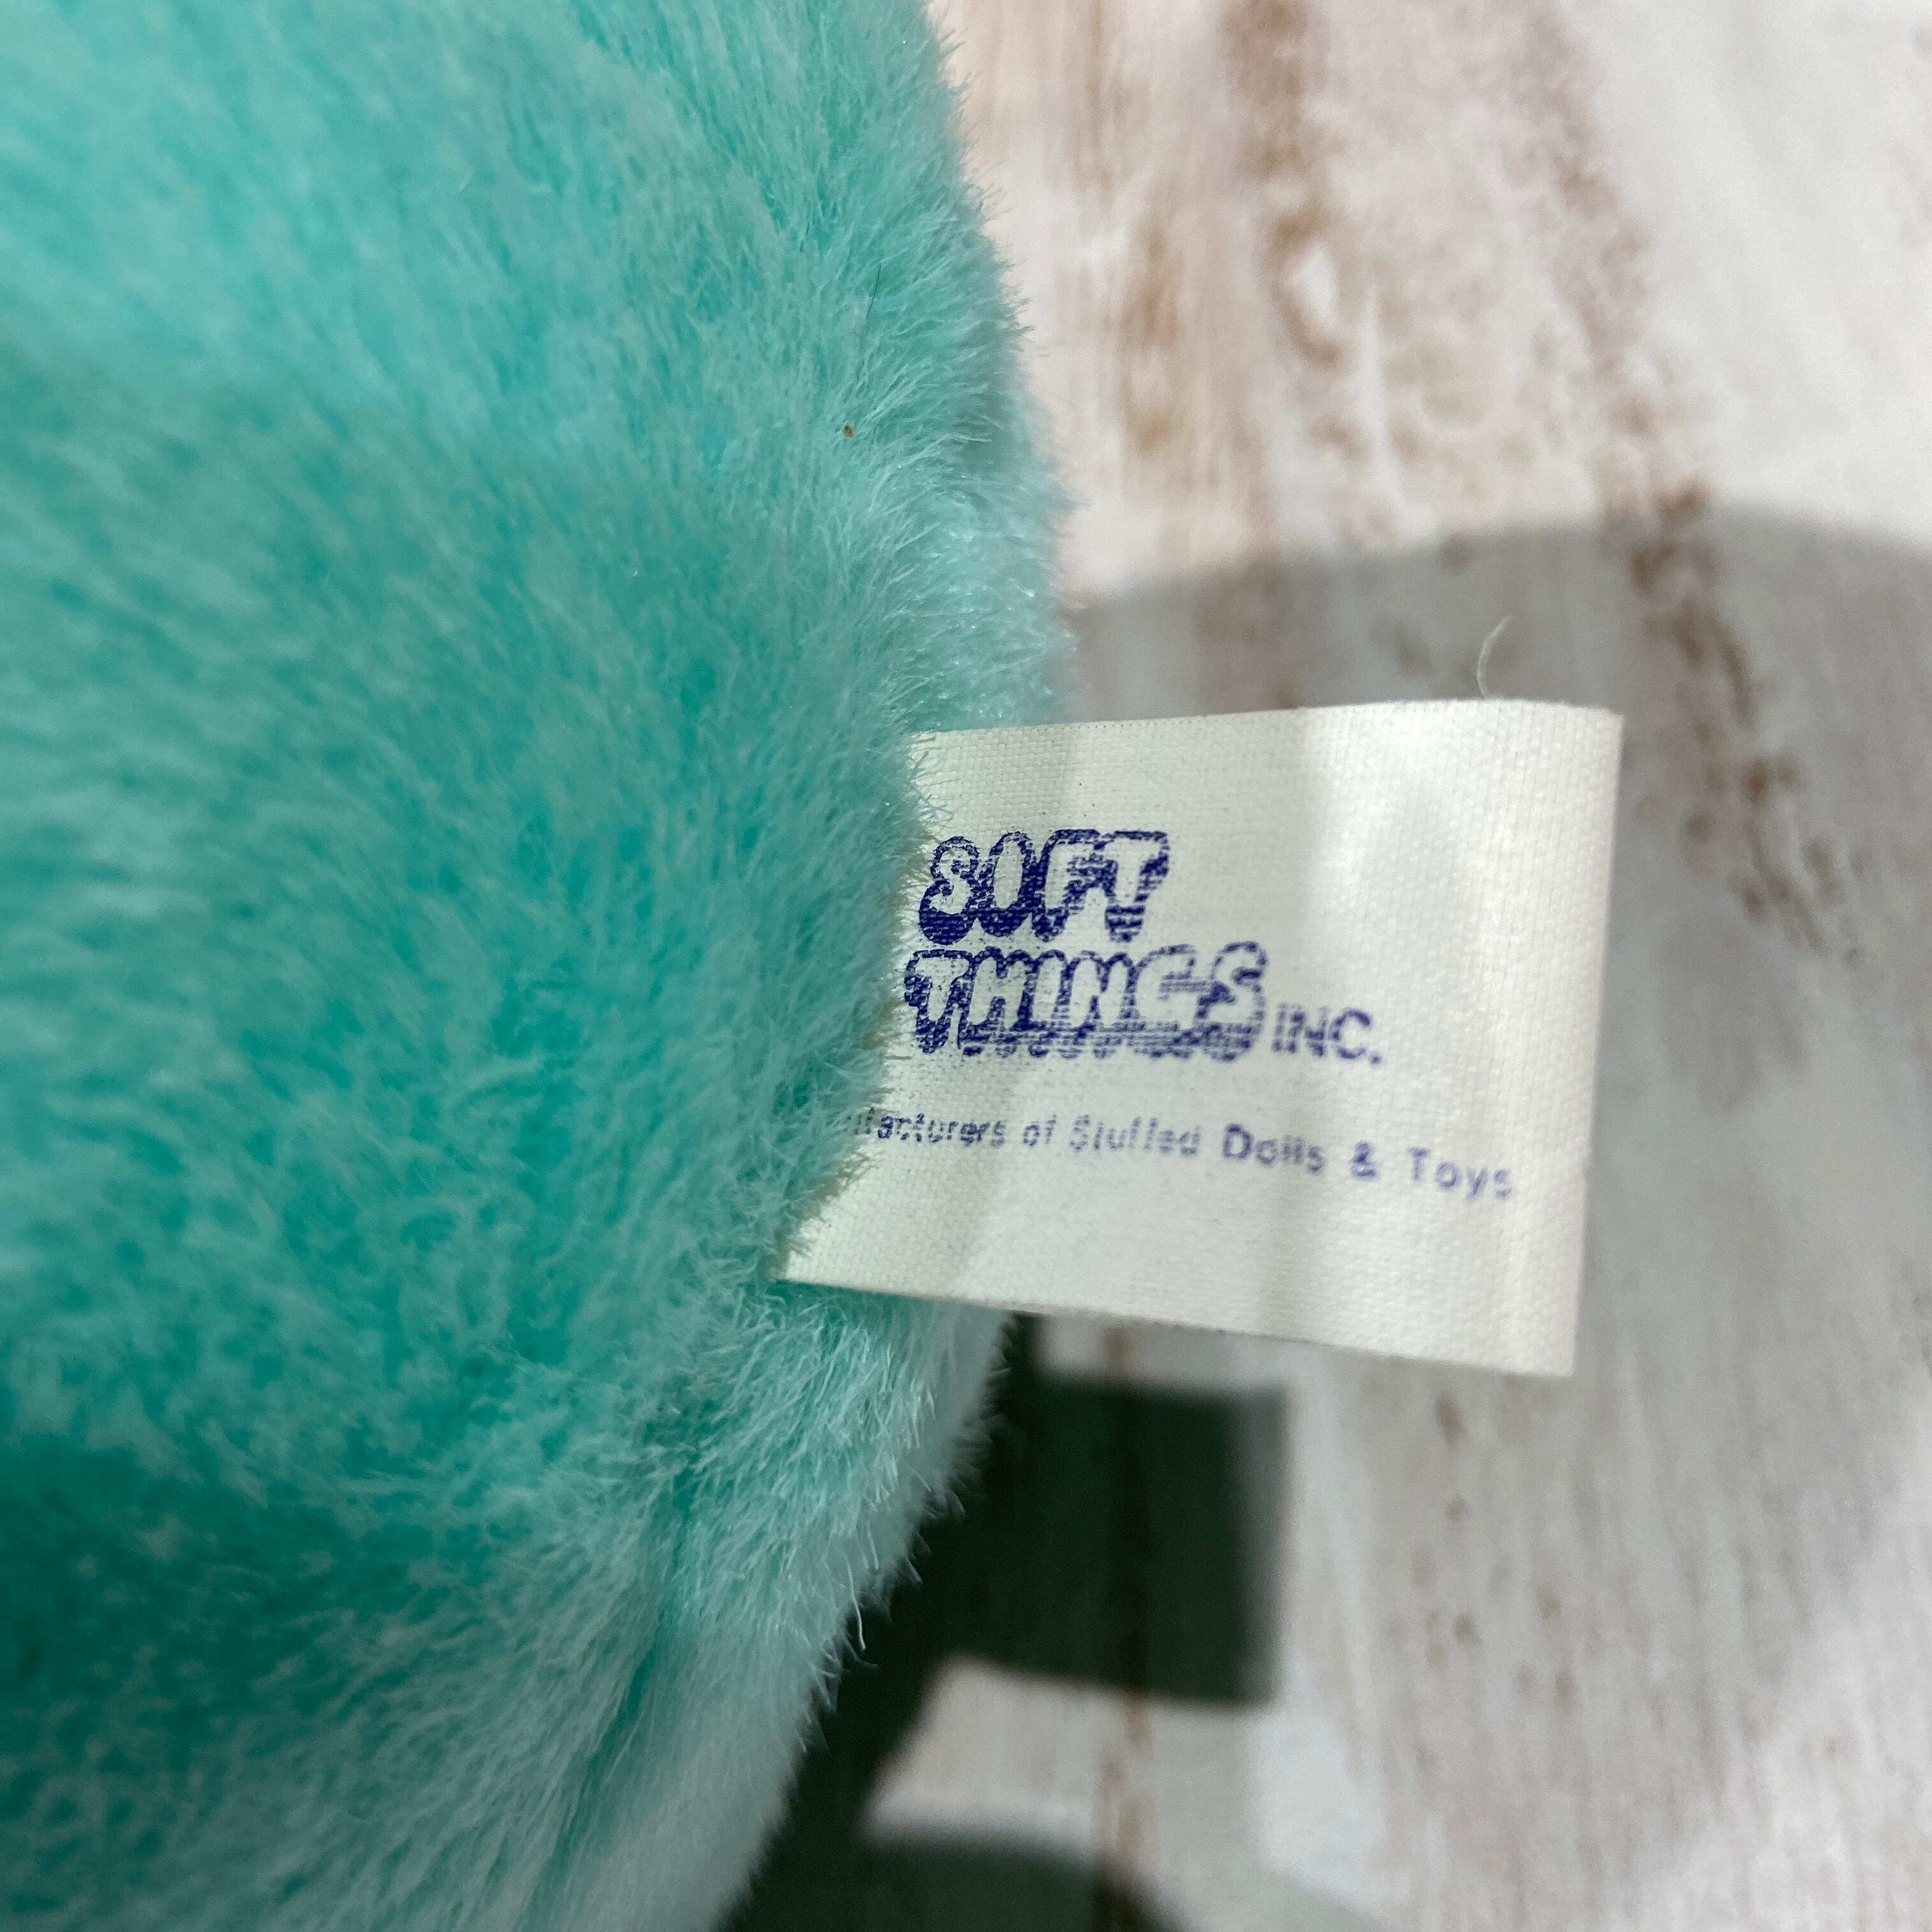 SOFT
THINGS INC.
ufacturers of Stuffed Dolls & Toys